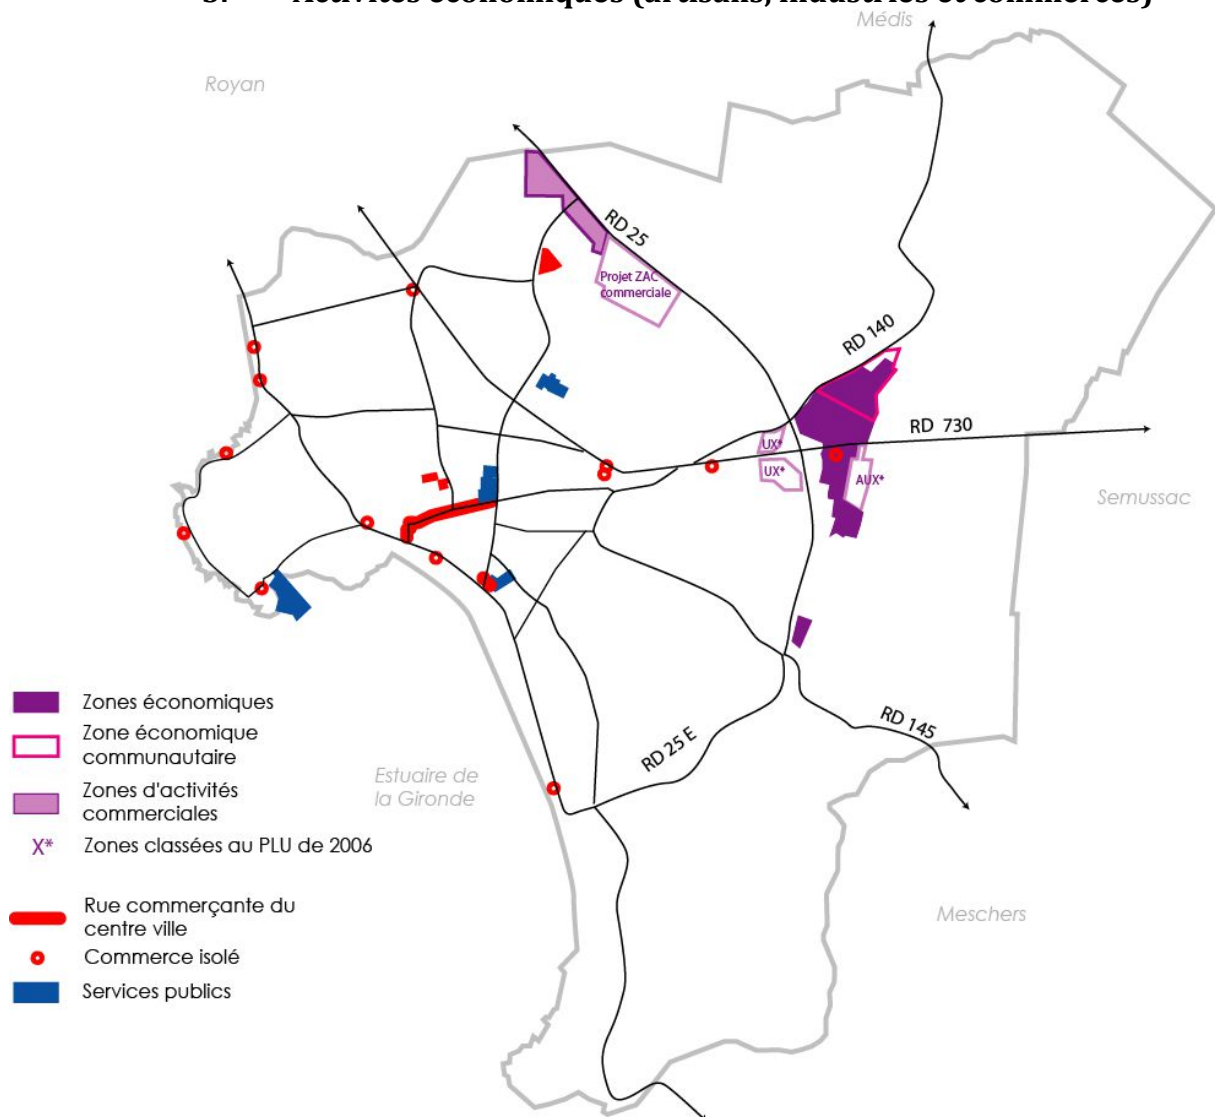 3. Activités économiques (artisans, industries et commerces)
Médis
Royan
RD 25
Projet ZAC
commerciale
RD 140
RD 730
UX*
UX*
AUX*
Semussac
Zones économiques
Zone économique
communautaire
Zones d'activités
commerciales
X* Zones classées au PLU de 2006
Rue commerçante du
centre ville
Commerce isolé
Services publics
Estuaire de
la Gironde
RD 25 E
RD 145
Meschers